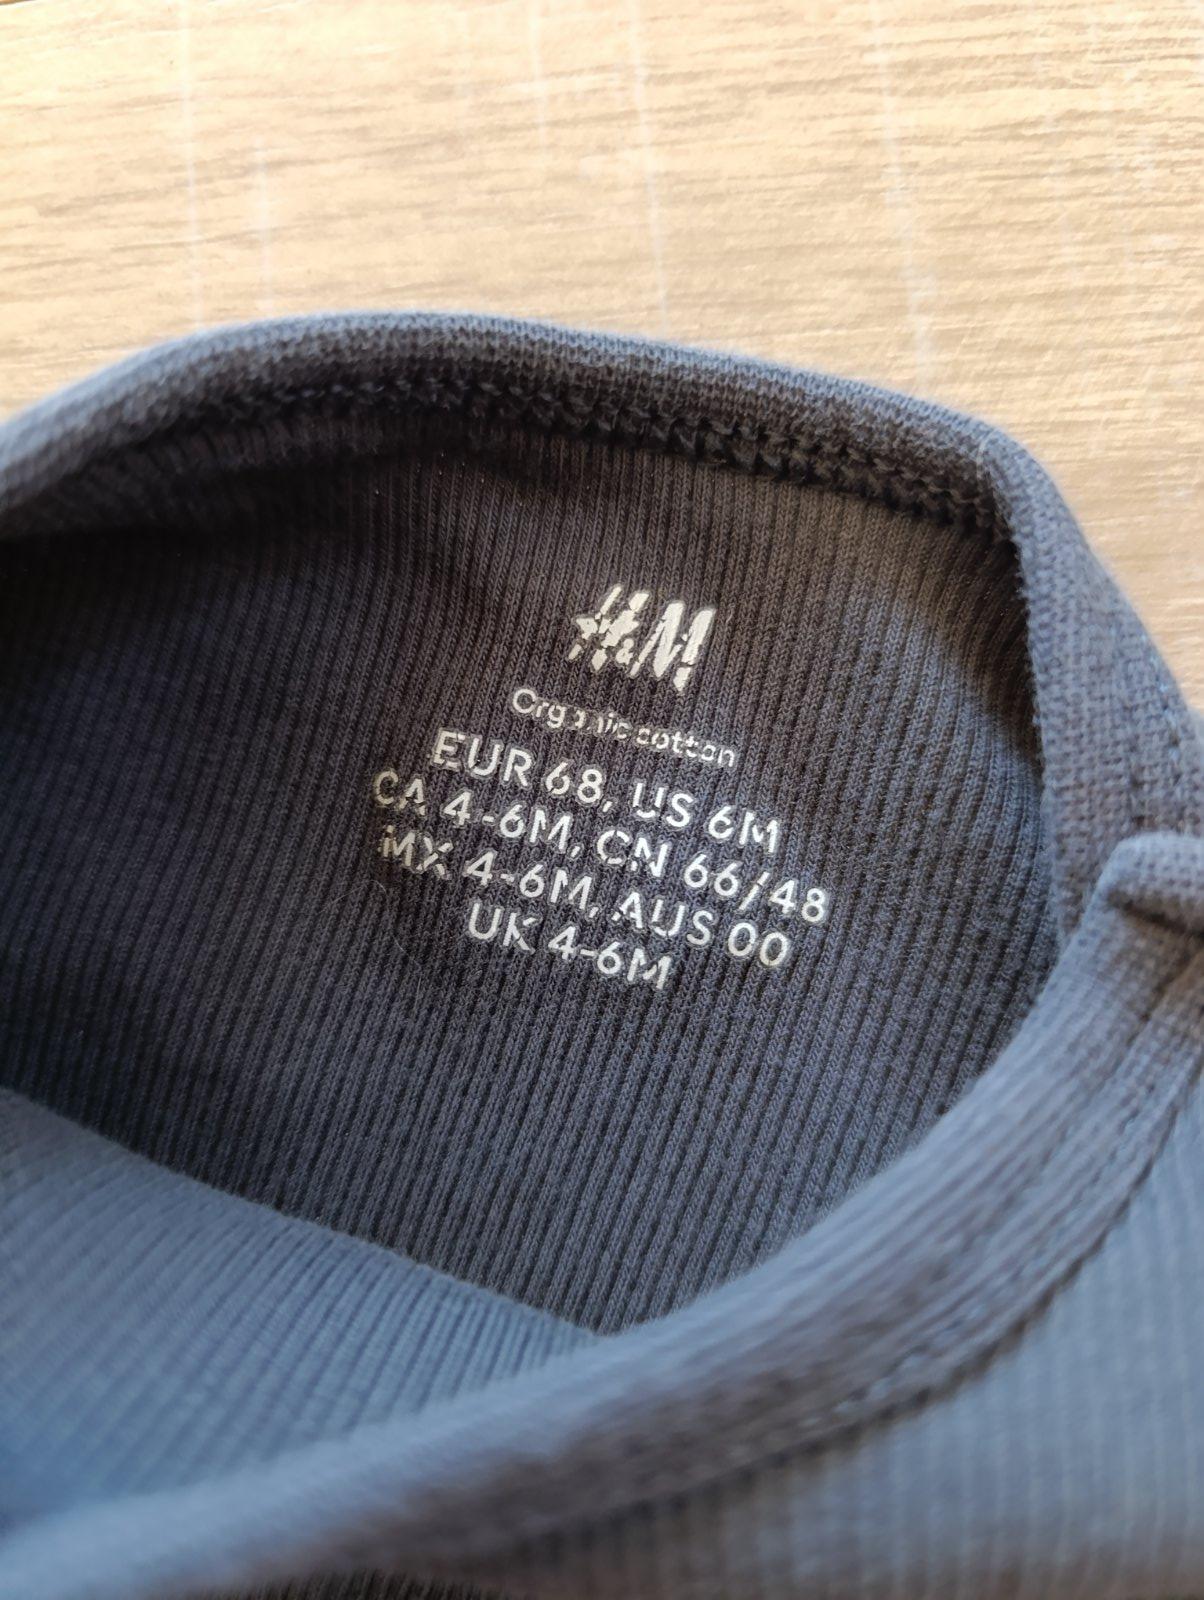 H&M
Organic cotton
EUR 68, US 6M
CA 4-6M, CN 66/48
MX 4-6M, AUS 00
UK 4-6M